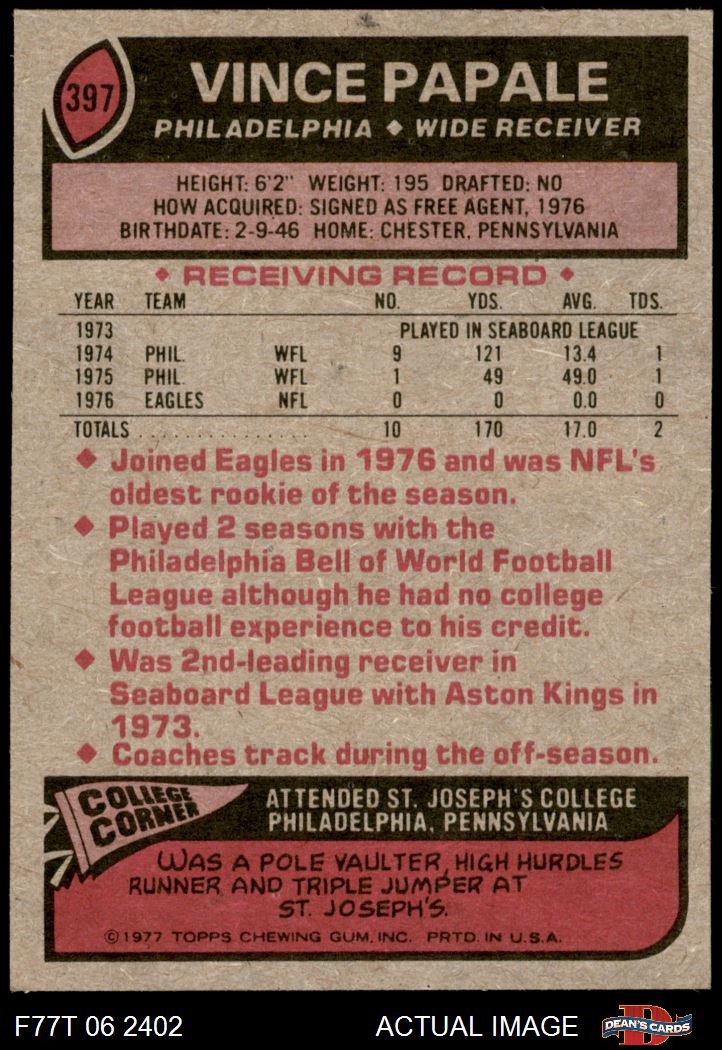 397
VINCE PAPALE
PHILADELPHIA ◆ WIDE RECEIVER
HEIGHT: 6'2" WEIGHT: 195 DRAFTED: NO
HOW ACQUIRED: SIGNED AS FREE AGENT, 1976
BIRTHDATE: 2-9-46 HOME: CHESTER, PENNSYLVANIA
◆ RECEIVING RECORD ◆
YEAR TEAM NO. YDS. AVG. TDS.
1973 PLAYED IN SEABOARD LEAGUE
1974 PHIL. WFL 9 121 13.4 1
1975 PHIL. WFL 1 49 49.0 1
1976 EAGLES NFL 0 0 0.0 0
TOTALS . . . . . . . . . . . . . . . . 10 170 17.0 2
◆ Joined Eagles in 1976 and was NFL's
oldest rookie of the season.
◆ Played 2 seasons with the
Philadelphia Bell of World Football
League although he had no college
football experience to his credit.
◆ Was 2nd-leading receiver in
Seaboard League with Aston Kings in
1973.
◆ Coaches track during the off-season.
COLLEGE
CORNER
ATTENDED ST. JOSEPH'S COLLEGE
PHILADELPHIA, PENNSYLVANIA
WAS A POLE VAULTER, HIGH HURDLES
RUNNER AND TRIPLE JUMPER AT
ST. JOSEPH'S.
©1977 TOPPS CHEWING GUM, INC. PRTD. IN U.S.A.
F77T 06 2402 ACTUAL IMAGE
D
DEAN'S CARDS